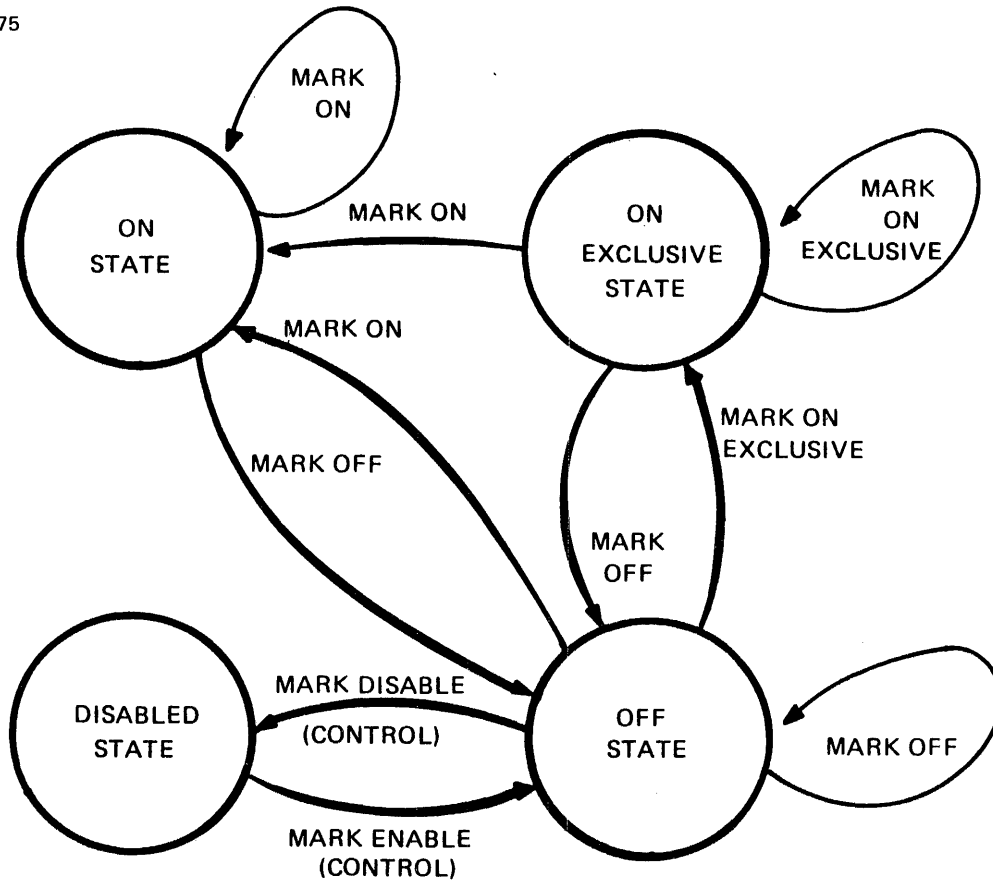 75
MARK
ON
ON
STATE
MARK ON
ON
EXCLUSIVE
STATE
MARK
ON
EXCLUSIVE
MARK ON
MARK OFF
MARK ON
EXCLUSIVE
MARK
OFF
DISABLED
STATE
MARK DISABLE
(CONTROL)
OFF
STATE
MARK OFF
MARK ENABLE
(CONTROL)